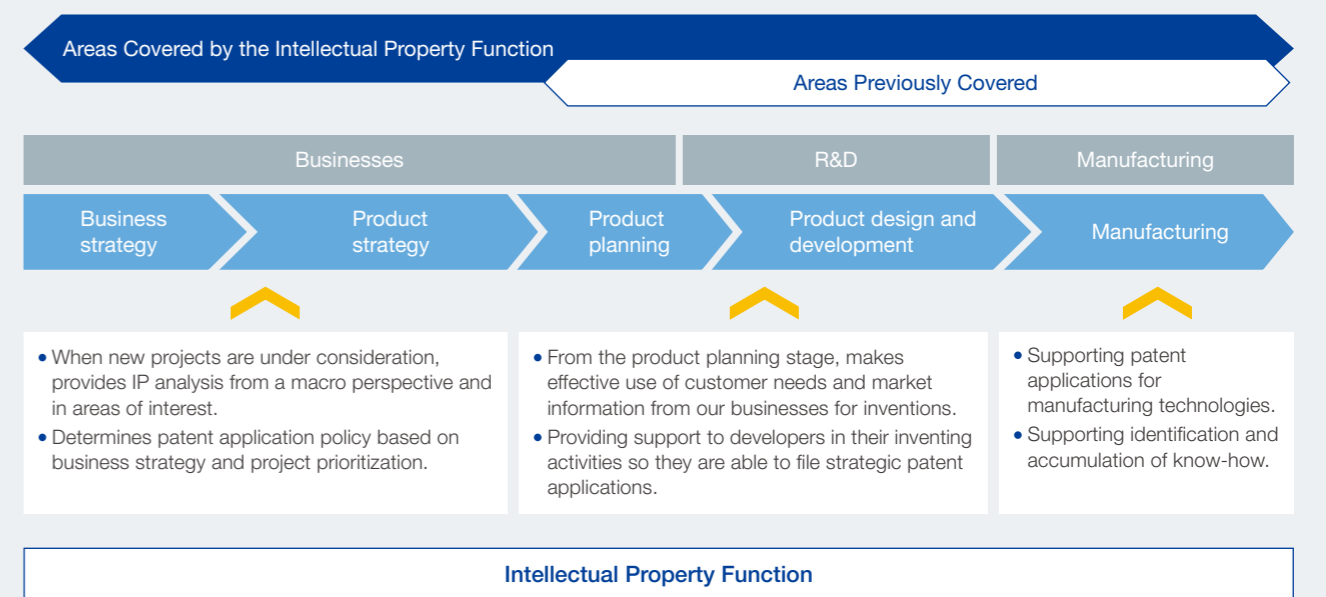 Areas Covered by the Intellectual Property Function
Areas Previously Covered
Businesses
R&D
Manufacturing
Business
strategy
Product
strategy
Product
planning
Product design and
development
Manufacturing
• When new projects are under consideration,
provides IP analysis from a macro perspective and
in areas of interest.
• Determines patent application policy based on
business strategy and project prioritization.
• From the product planning stage, makes
effective use of customer needs and market
information from our businesses for inventions.
• Providing support to developers in their inventing
activities so they are able to file strategic patent
applications.
• Supporting patent
applications for
manufacturing technologies.
• Supporting identification and
accumulation of know-how.
Intellectual Property Function